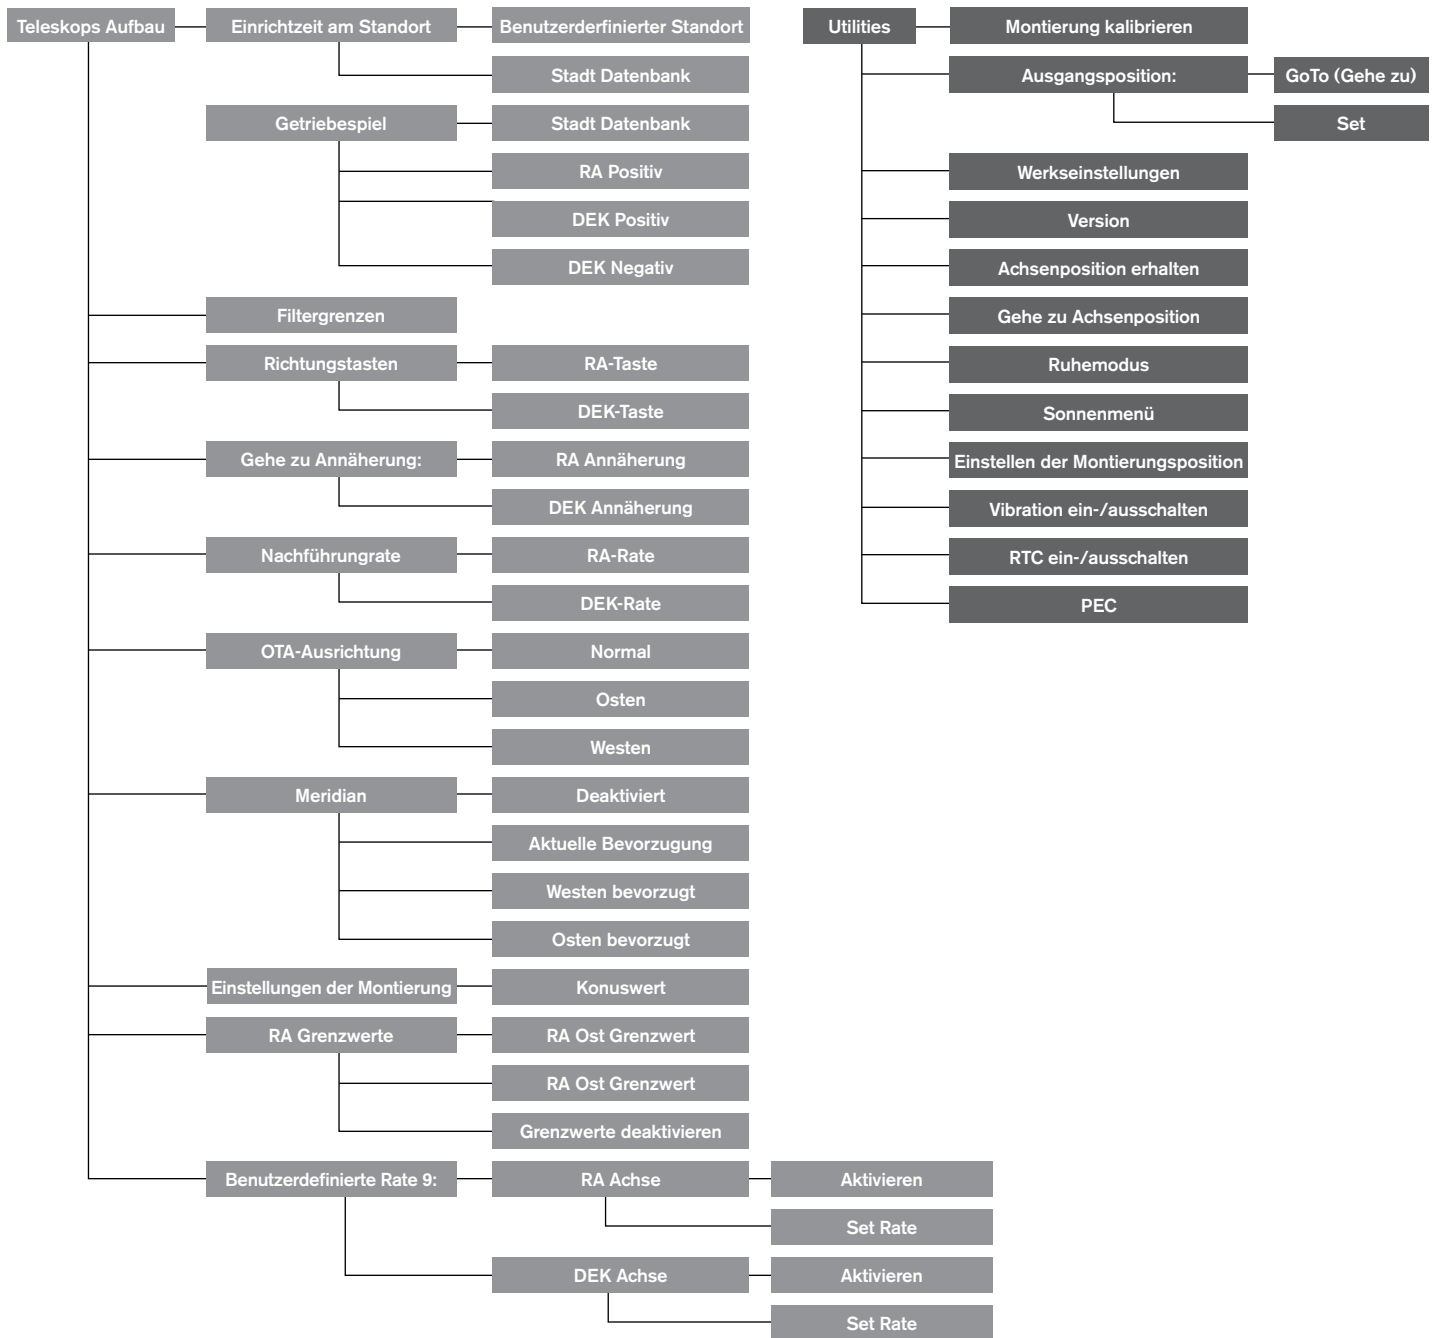 Teleskops Aufbau
Einrichtzeit am Standort
Benutzerderfinierter Standort
Stadt Datenbank
Getriebespiel
Stadt Datenbank
RA Positiv
DEK Positiv
DEK Negativ
Filtergrenzen
Richtungstasten
RA-Taste
DEK-Taste
Gehe zu Annäherung:
RA Annäherung
DEK Annäherung
Nachführungrate
RA-Rate
DEK-Rate
OTA-Ausrichtung
Normal
Osten
Westen
Meridian
Deaktiviert
Aktuelle Bevorzugung
Westen bevorzugt
Osten bevorzugt
Einstellungen der Montierung
Konuswert
RA Grenzwerte
RA Ost Grenzwert
RA Ost Grenzwert
Grenzwerte deaktivieren
Benutzerdefinierte Rate 9:
RA Achse
Aktivieren
Set Rate
DEK Achse
Aktivieren
Set Rate
Utilities
Montierung kalibrieren
Ausgangsposition:
GoTo (Gehe zu)
Set
Werkseinstellungen
Version
Achsenposition erhalten
Gehe zu Achsenposition
Ruhemodus
Sonnenmenü
Einstellen der Montierungsposition
Vibration ein-/ausschalten
RTC ein-/ausschalten
PEC